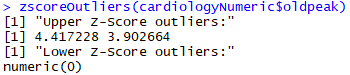 > zscoreOutliers(cardiologyNumeric$oldpeak)
[1] "Upper Z-Score outliers:"
[1] 4.417228 3.902664
[1] "Lower Z-Score outliers:"
numeric(0)